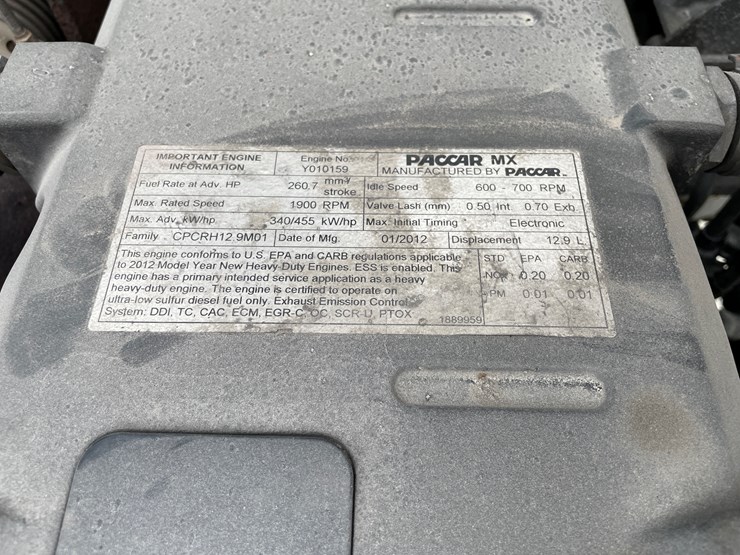 IMPORTANT ENGINE
INFORMATION
Engine No.
Y010159
PACCAR MX
MANUFACTURED BY PACCAR
Fuel Rate at Adv. HP 260.7 mm³/
stroke
Idle Speed 600 - 700 RPM
Max. Rated Speed 1900 RPM
Valve Lash (mm) 0.50 Int 0.70 Exh
Max. Adv. kW/hp 340/455 kW/hp
Max. Initial Timing Electronic
Family CPCRH12.9M01
Date of Mfg. 01/2012
Displacement 12.9 L
This engine conforms to U.S. EPA and CARB regulations applicable
to 2012 Model Year New Heavy-Duty Engines. ESS is enabled. This
engine has a primary intended service application as a heavy
heavy-duty engine. The engine is certified to operate on
ultra-low sulfur diesel fuel only. Exhaust Emission Control
System: DDI, TC, CAC, ECM, EGR-C, OC, SCR-U, PTOX
STD EPA CARB
NOx 0.20 0.20
PM 0.01 0.01
1889959